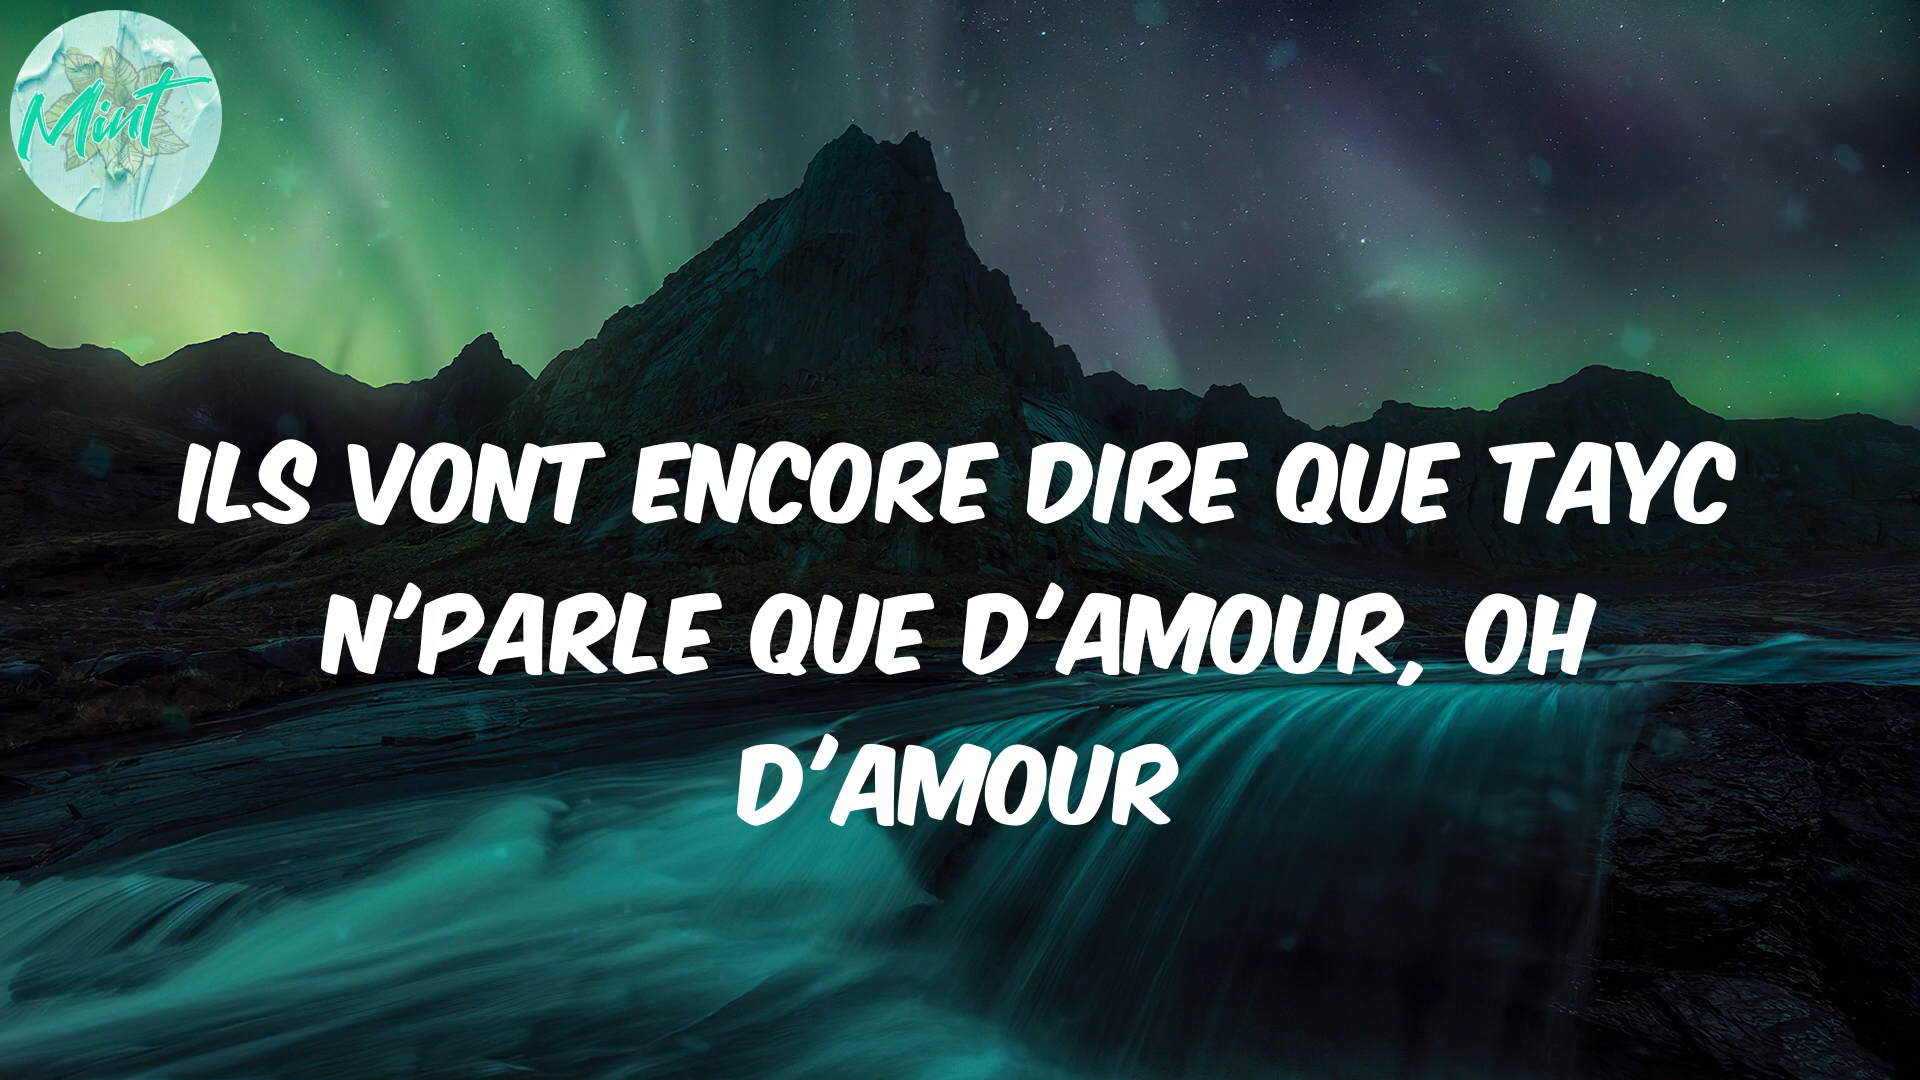 Mint
ILS VONT ENCORE DIRE QUE TAYC
N'PARLE QUE D'AMOUR, OH
D'AMOUR